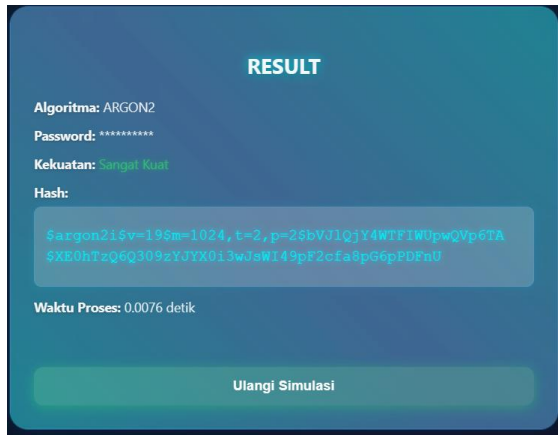 RESULT
Algoritma: ARGON2
Password: **********
Kekuatan: Sangat Kuat
Hash:
$argon2i$v=19$m=1024,t=2,p=2$bVJlQjY4WTFIWUpwQVp6TA
$XE0hTzQ6Q309zYJYX0i3wJsWI49pF2cfa8pG6pPDFnU
Waktu Proses: 0.0076 detik
Ulangi Simulasi